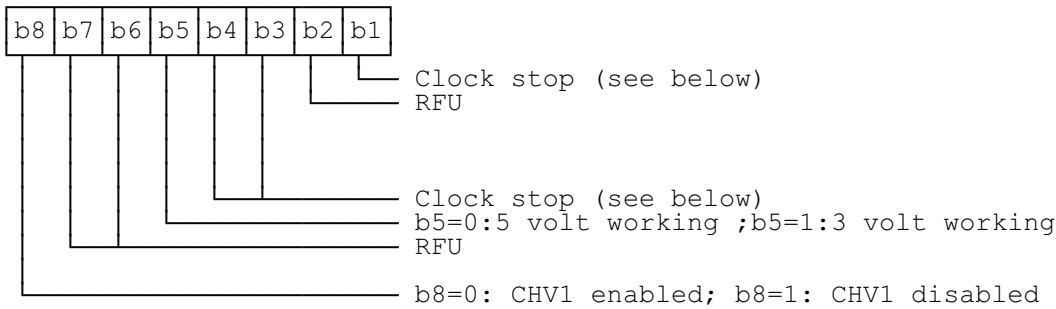 b8 b7 b6 b5 b4 b3 b2 b1
Clock stop (see below)
RFU
Clock stop (see below)
b5=0:5 volt working ;b5=1:3 volt working
RFU
b8=0: CHV1 enabled; b8=1: CHV1 disabled